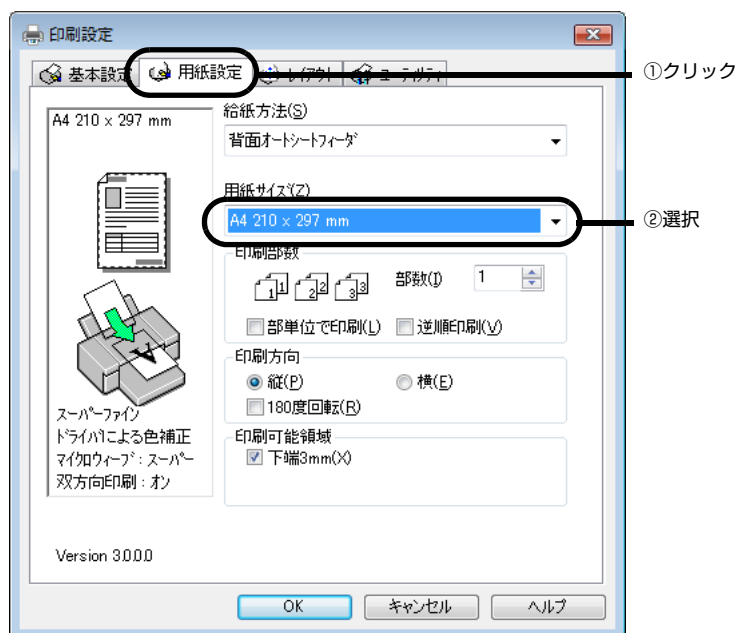 印刷設定
基本設定
用紙設定
レイアウト
ユーティリティ
①クリック
A4 210 x 297 mm
給紙方法(S)
背面オートシートフィーダ
用紙サイズ(Z)
A4 210 x 297 mm
②選択
印刷部数
1 1 2 2 3 3
部数(I) 1
部単位で印刷(L) 逆順印刷(V)
印刷方向
縦(P) 横(E)
180度回転(R)
印刷可能領域
下端3mm(X)
スーパーファイン
ドライバによる色補正
マイクロウィーブ:スーパー
双方向印刷:オン
Version 3.0.0.0
OK キャンセル ヘルプ